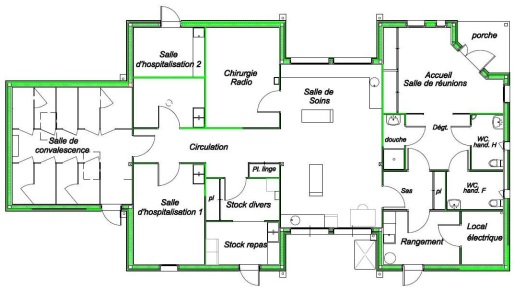 porche
Salle
d'hospitalisation 2
Chirurgie
Radio
Accueil
Salle de réunions
Salle de
Soins
Salle de
convalescence
Circulation
douche
Dégt.
WC.
hand. H
Pl. linge
Salle
d'hospitalisation 1
pl
Stock divers
Sas
pl
WC.
hand. F
Stock repas
Rangement
Local
électrique